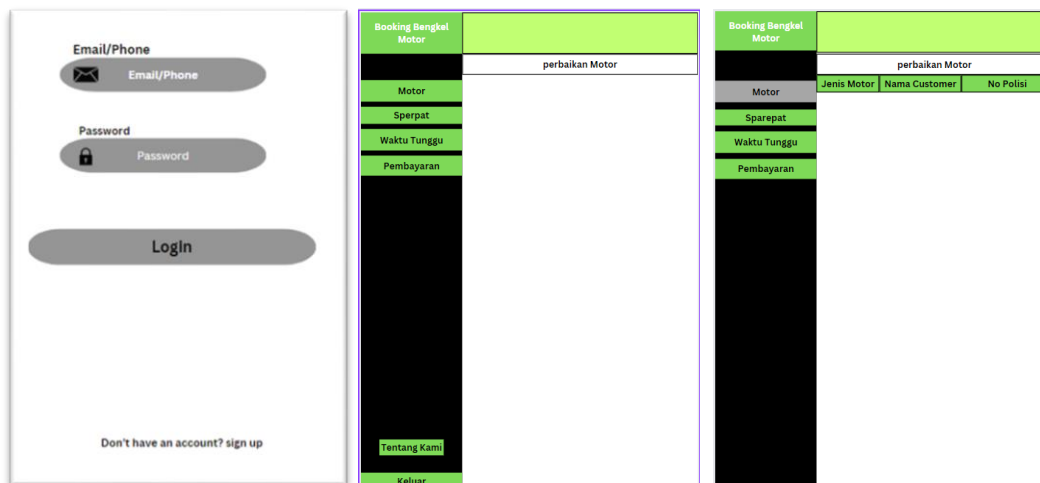 Email/Phone
Email/Phone
Password
Password
Login
Don't have an account? sign up
Booking Bengkel
Motor
perbaikan Motor
Motor
Sperpat
Waktu Tunggu
Pembayaran
Tentang Kami
Keluar
Booking Bengkel
Motor
perbaikan Motor
Jenis Motor Nama Customer No Polisi
Motor
Sparepat
Waktu Tunggu
Pembayaran